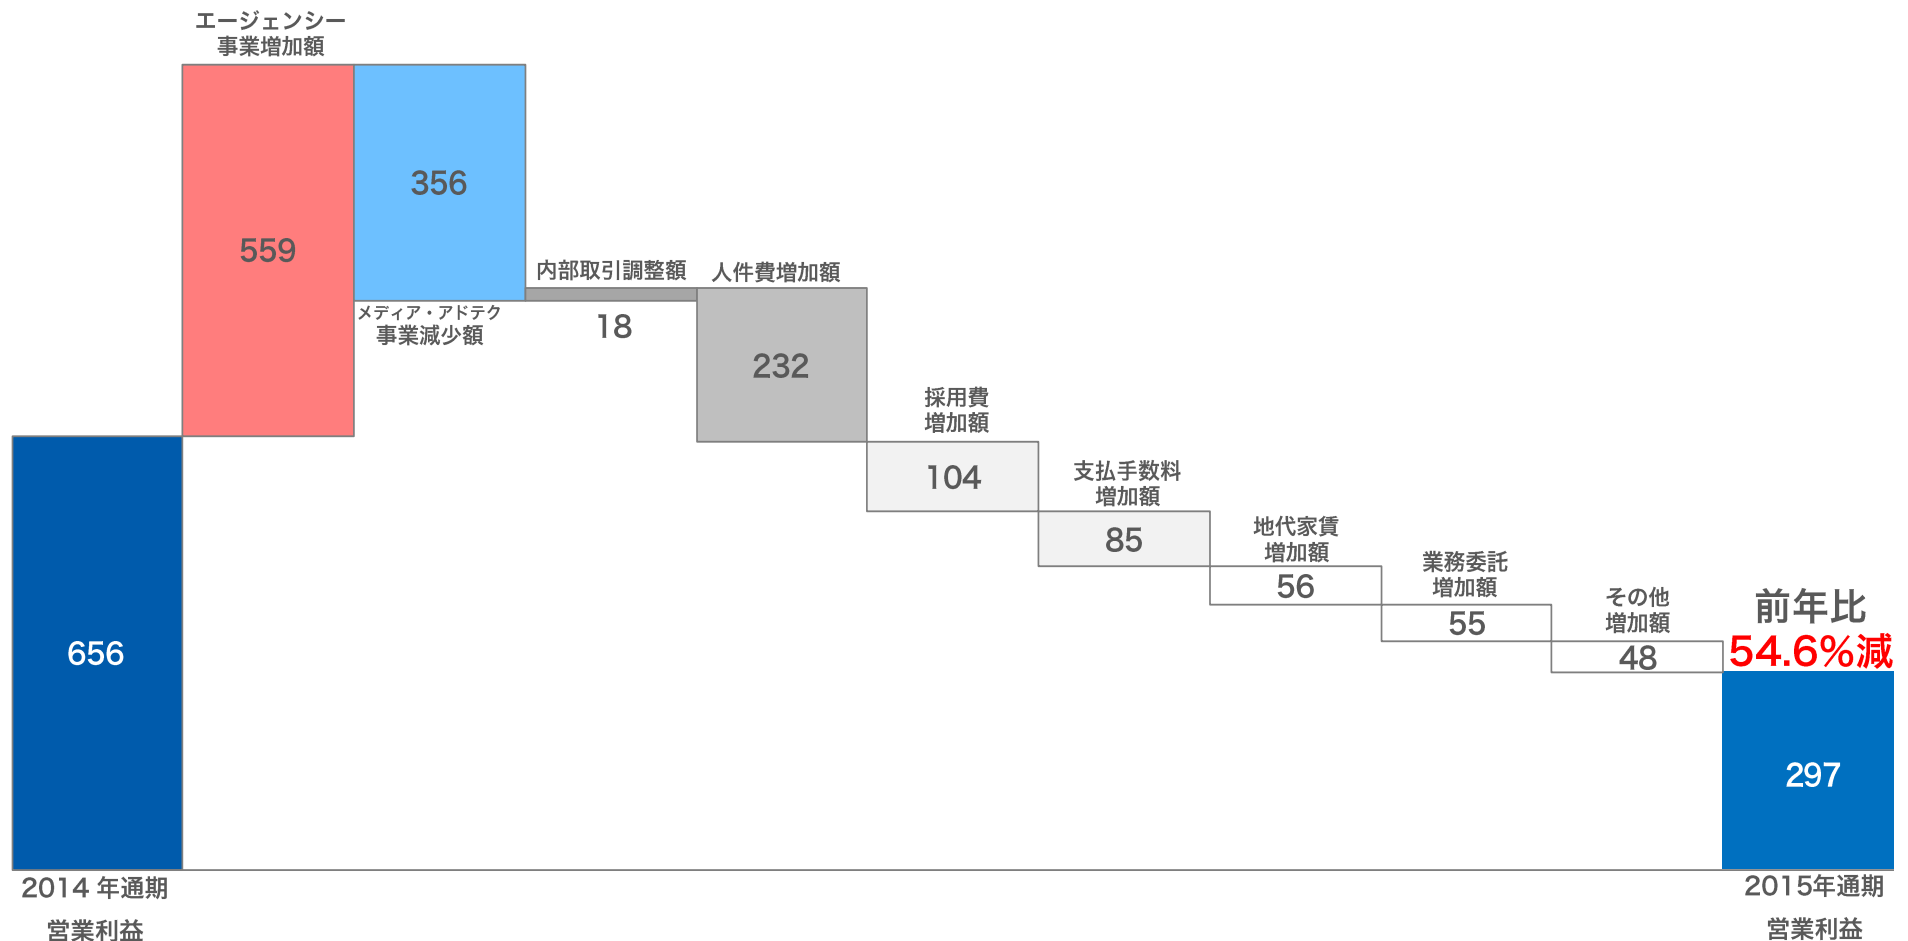 エージェンシー
事業増加額
559
356
メディア・アドテク
事業減少額
内部取引調整額
18
人件費増加額
232
採用費
増加額
104
支払手数料
増加額
85
地代家賃
増加額
56
業務委託
増加額
55
その他
増加額
48
前年比
54.6%減
656
297
2014年通期
営業利益
2015年通期
営業利益